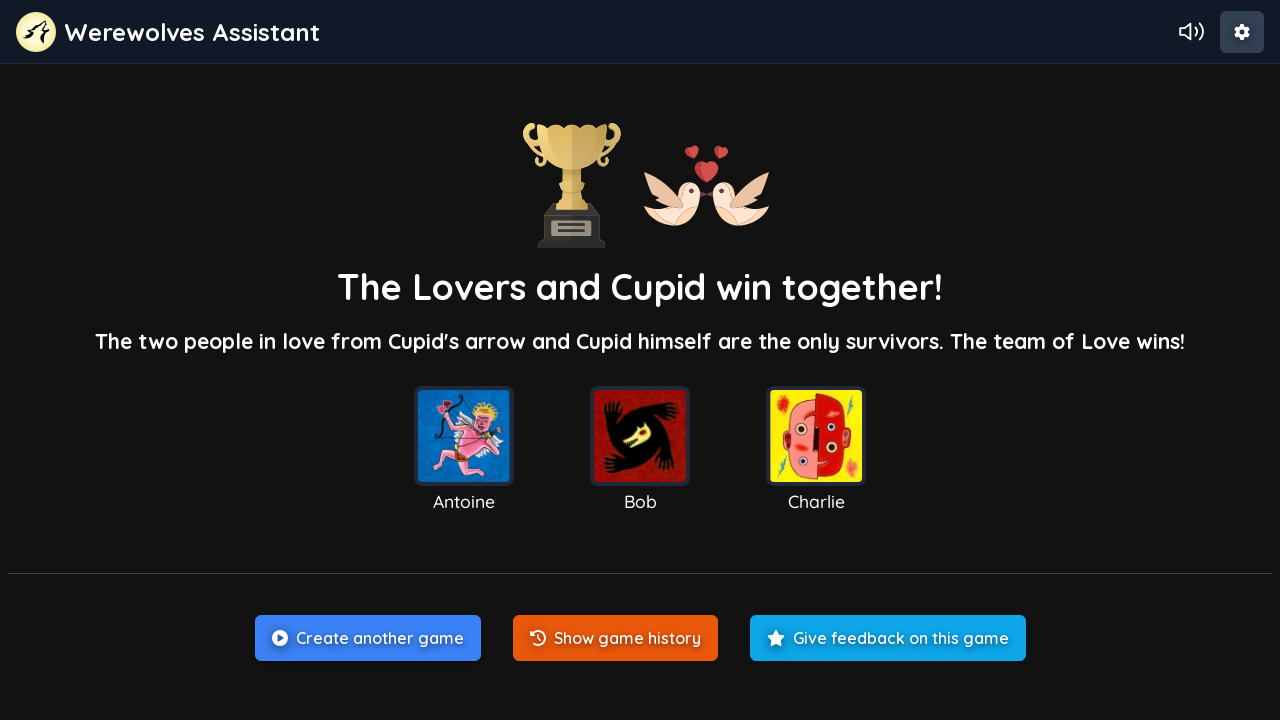 Werewolves Assistant
The Lovers and Cupid win together!
The two people in love from Cupid's arrow and Cupid himself are the only survivors. The team of Love wins!
Antoine
Bob
Charlie
Create another game
Show game history
Give feedback on this game